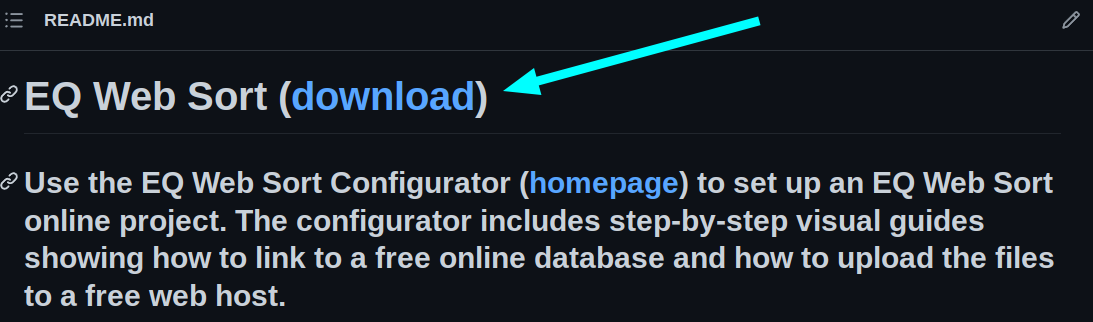 README.md
EQ Web Sort (download)
Use the EQ Web Sort Configurator (homepage) to set up an EQ Web Sort
online project. The configurator includes step-by-step visual guides
showing how to link to a free online database and how to upload the files
to a free web host.